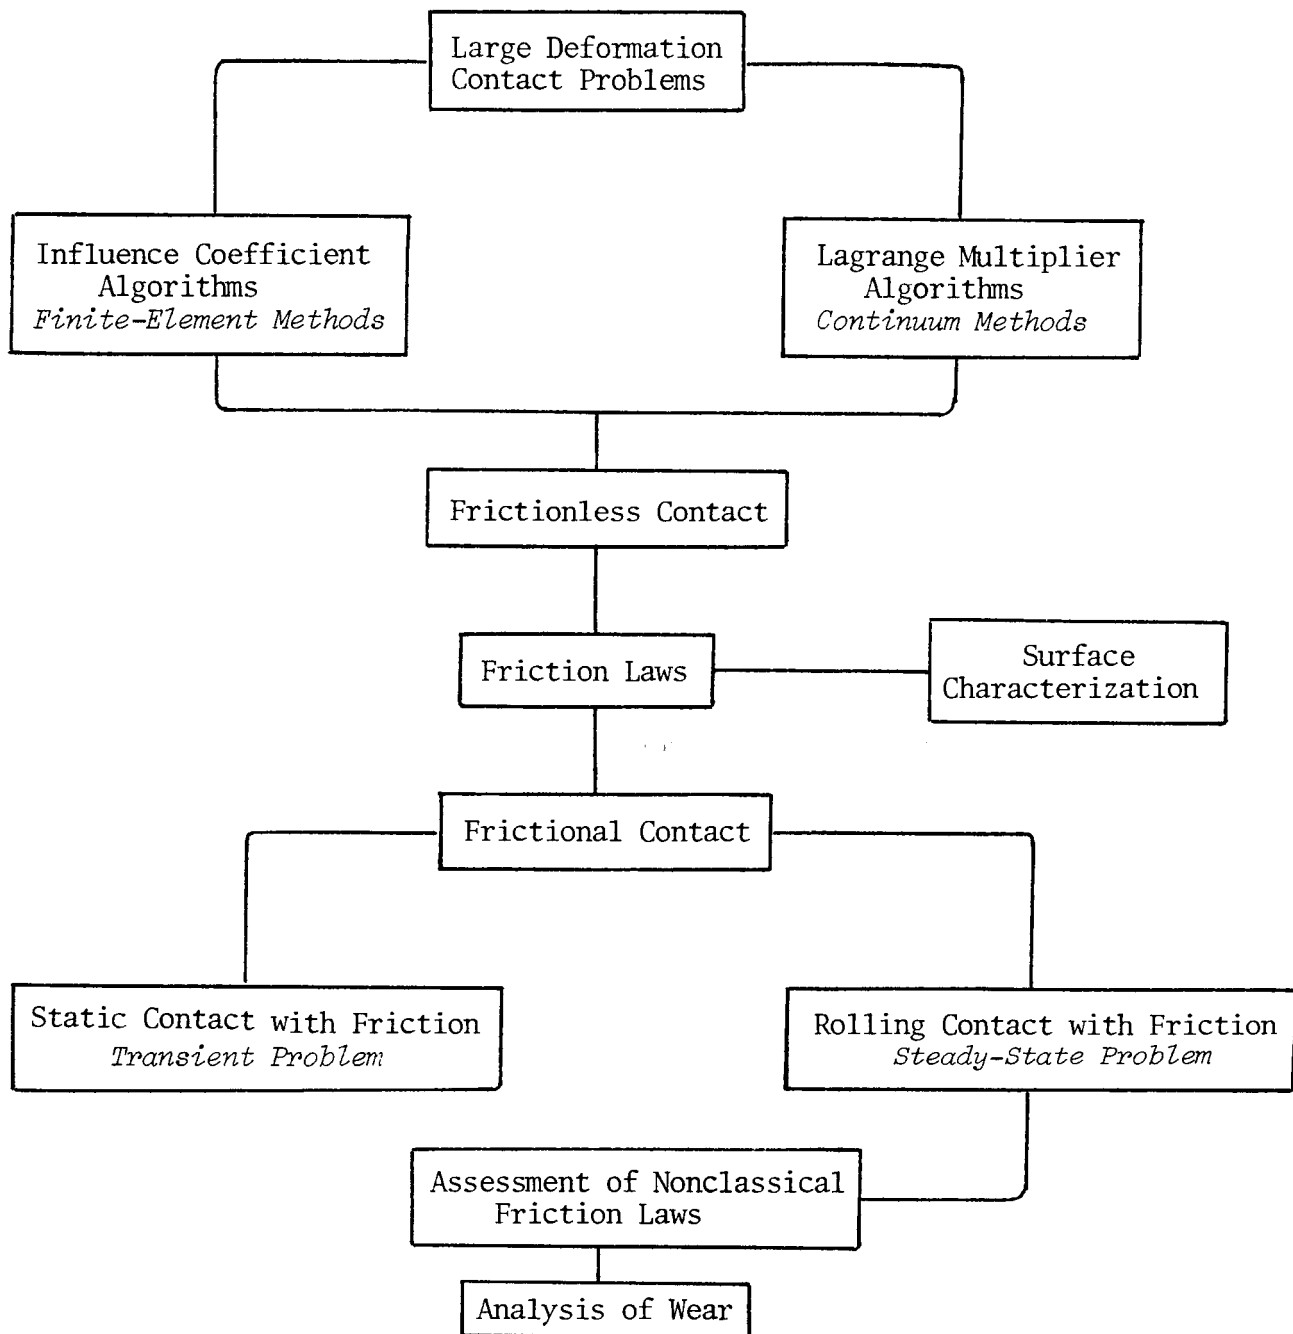 Large Deformation
Contact Problems
Influence Coefficient
Algorithms
Finite-Element Methods
Lagrange Multiplier
Algorithms
Continuum Methods
Frictionless Contact
Friction Laws
Surface
Characterization
Frictional Contact
Static Contact with Friction
Transient Problem
Rolling Contact with Friction
Steady-State Problem
Assessment of Nonclassical
Friction Laws
Analysis of Wear